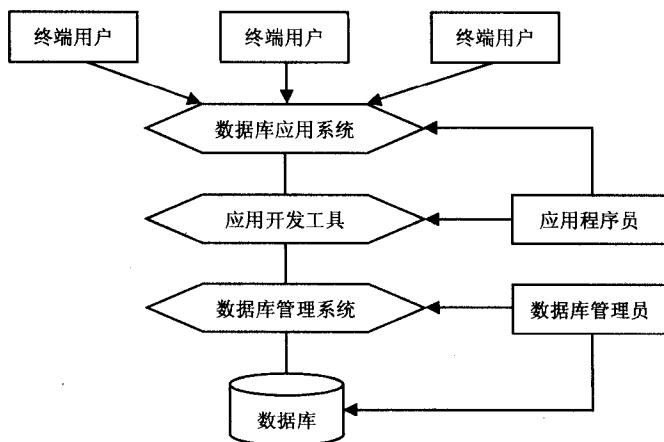 终端用户
终端用户
终端用户
数据库应用系统
应用开发工具
应用程序员
数据库管理系统
数据库管理员
数据库